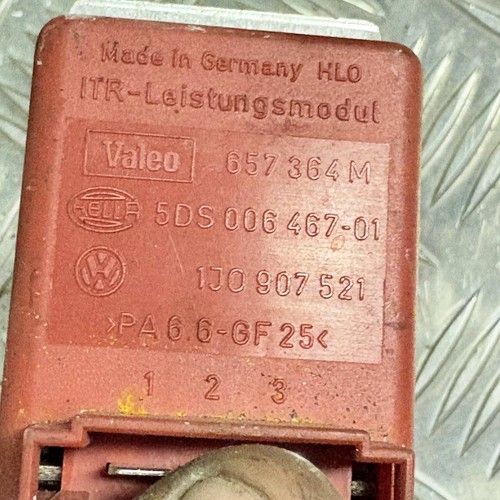 Made in Germany HLO
ITR-Leistungsmodul
Valeo 657 364 M
HELLA 5DS 006 467-01
VW 1J0 907 521
>PA 6.6-GF 25<
1 2 3